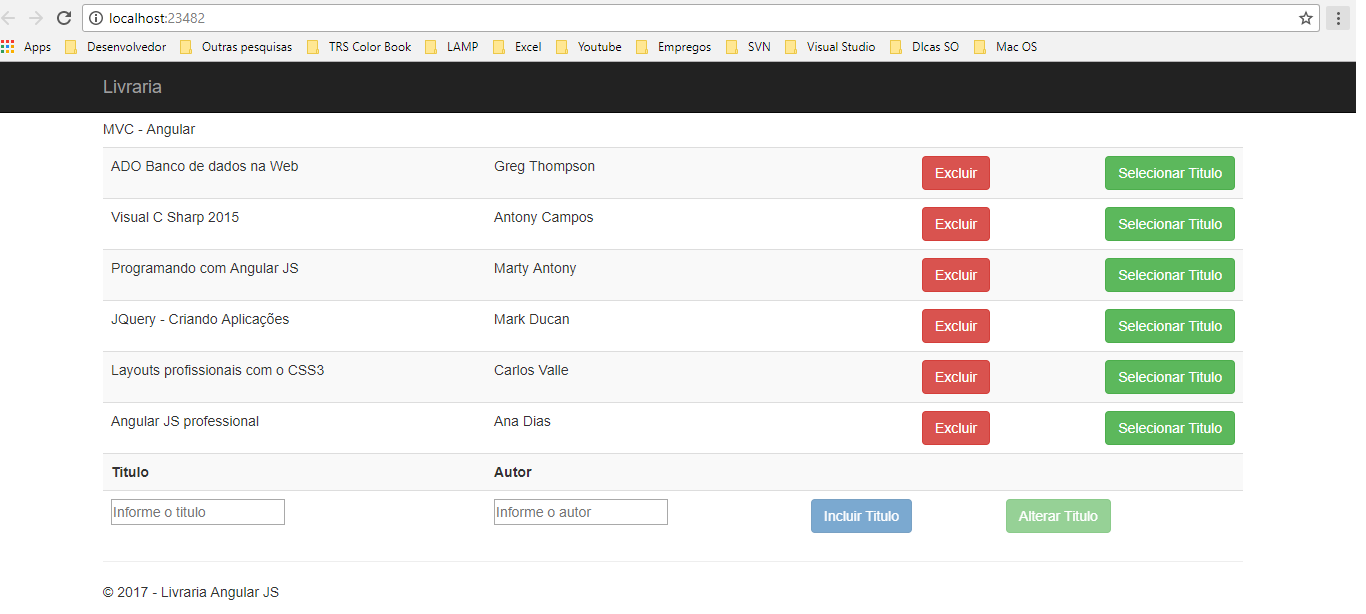 localhost:23482
Apps Desenvolvedor Outras pesquisas TRS Color Book LAMP Excel Youtube Empregos SVN Visual Studio DIcas SO Mac OS
Livraria
MVC - Angular
ADO Banco de dados na Web Greg Thompson Excluir Selecionar Titulo
Visual C Sharp 2015 Antony Campos Excluir Selecionar Titulo
Programando com Angular JS Marty Antony Excluir Selecionar Titulo
JQuery - Criando Aplicações Mark Ducan Excluir Selecionar Titulo
Layouts profissionais com o CSS3 Carlos Valle Excluir Selecionar Titulo
Angular JS professional Ana Dias Excluir Selecionar Titulo
Titulo Autor
Informe o titulo Informe o autor Incluir Titulo Alterar Titulo
© 2017 - Livraria Angular JS